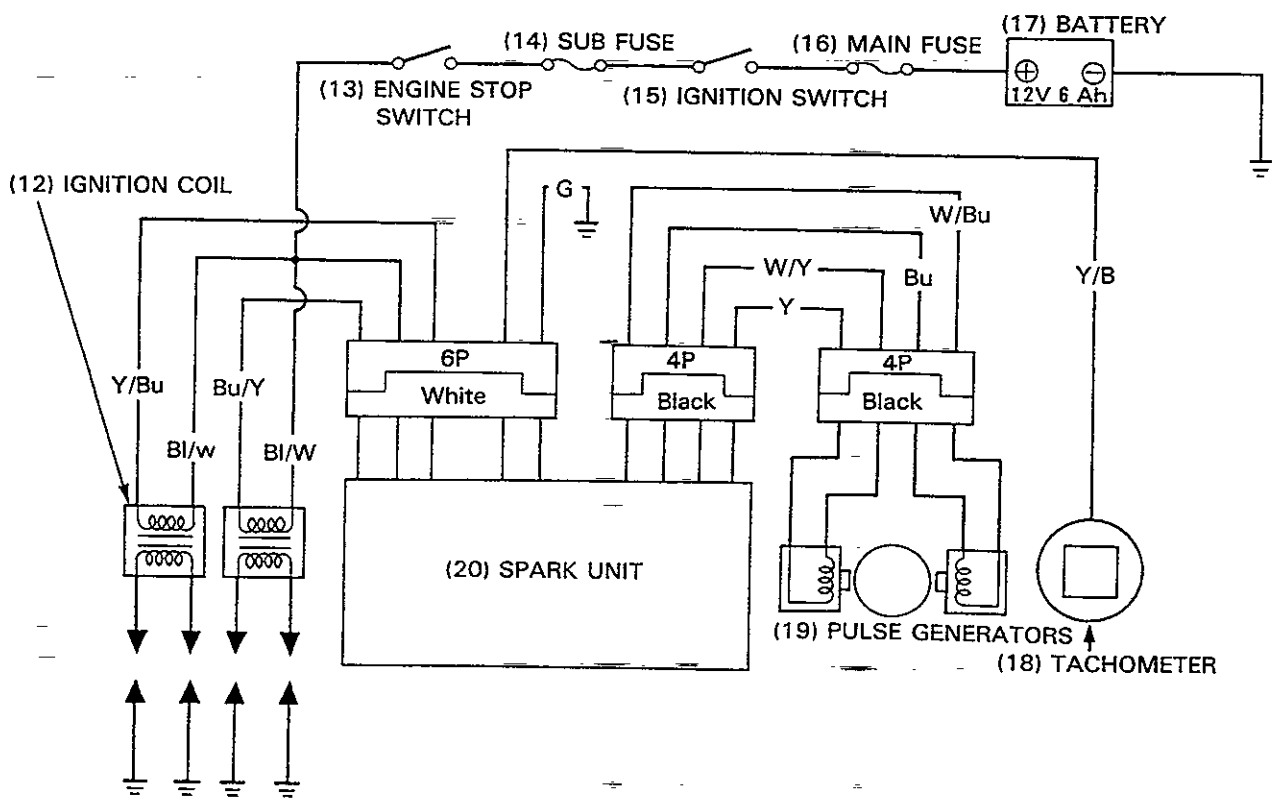 (17) BATTERY
(14) SUB FUSE
(16) MAIN FUSE
(13) ENGINE STOP
SWITCH
(15) IGNITION SWITCH
12V 6 Ah
(12) IGNITION COIL
G
W/Bu
W/Y
Bu
Y/B
Y
6P
4P
4P
Y/Bu
Bu/Y
White
Black
Black
Bl/w
Bl/W
(20) SPARK UNIT
(19) PULSE GENERATORS
(18) TACHOMETER